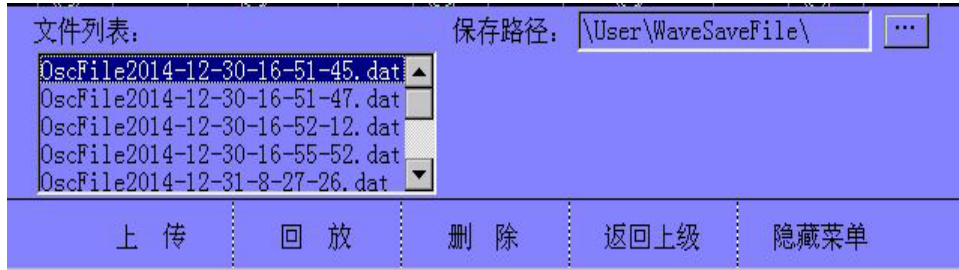 文件列表：
保存路径： \User\WaveSaveFile\ ...
OscFile2014-12-30-16-51-45.dat
OscFile2014-12-30-16-51-47.dat
OscFile2014-12-30-16-52-12.dat
OscFile2014-12-30-16-55-52.dat
OscFile2014-12-31-8-27-26.dat
上 传 回 放 删 除 返回上级 隐藏菜单